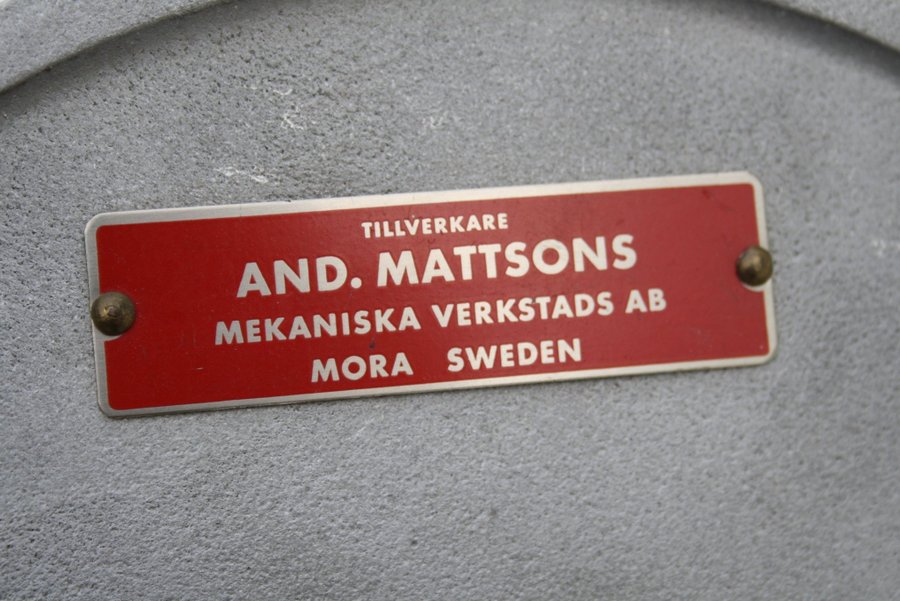 TILLVERKARE
AND. MATTSONS
MEKANISKA VERKSTADS AB
MORA SWEDEN